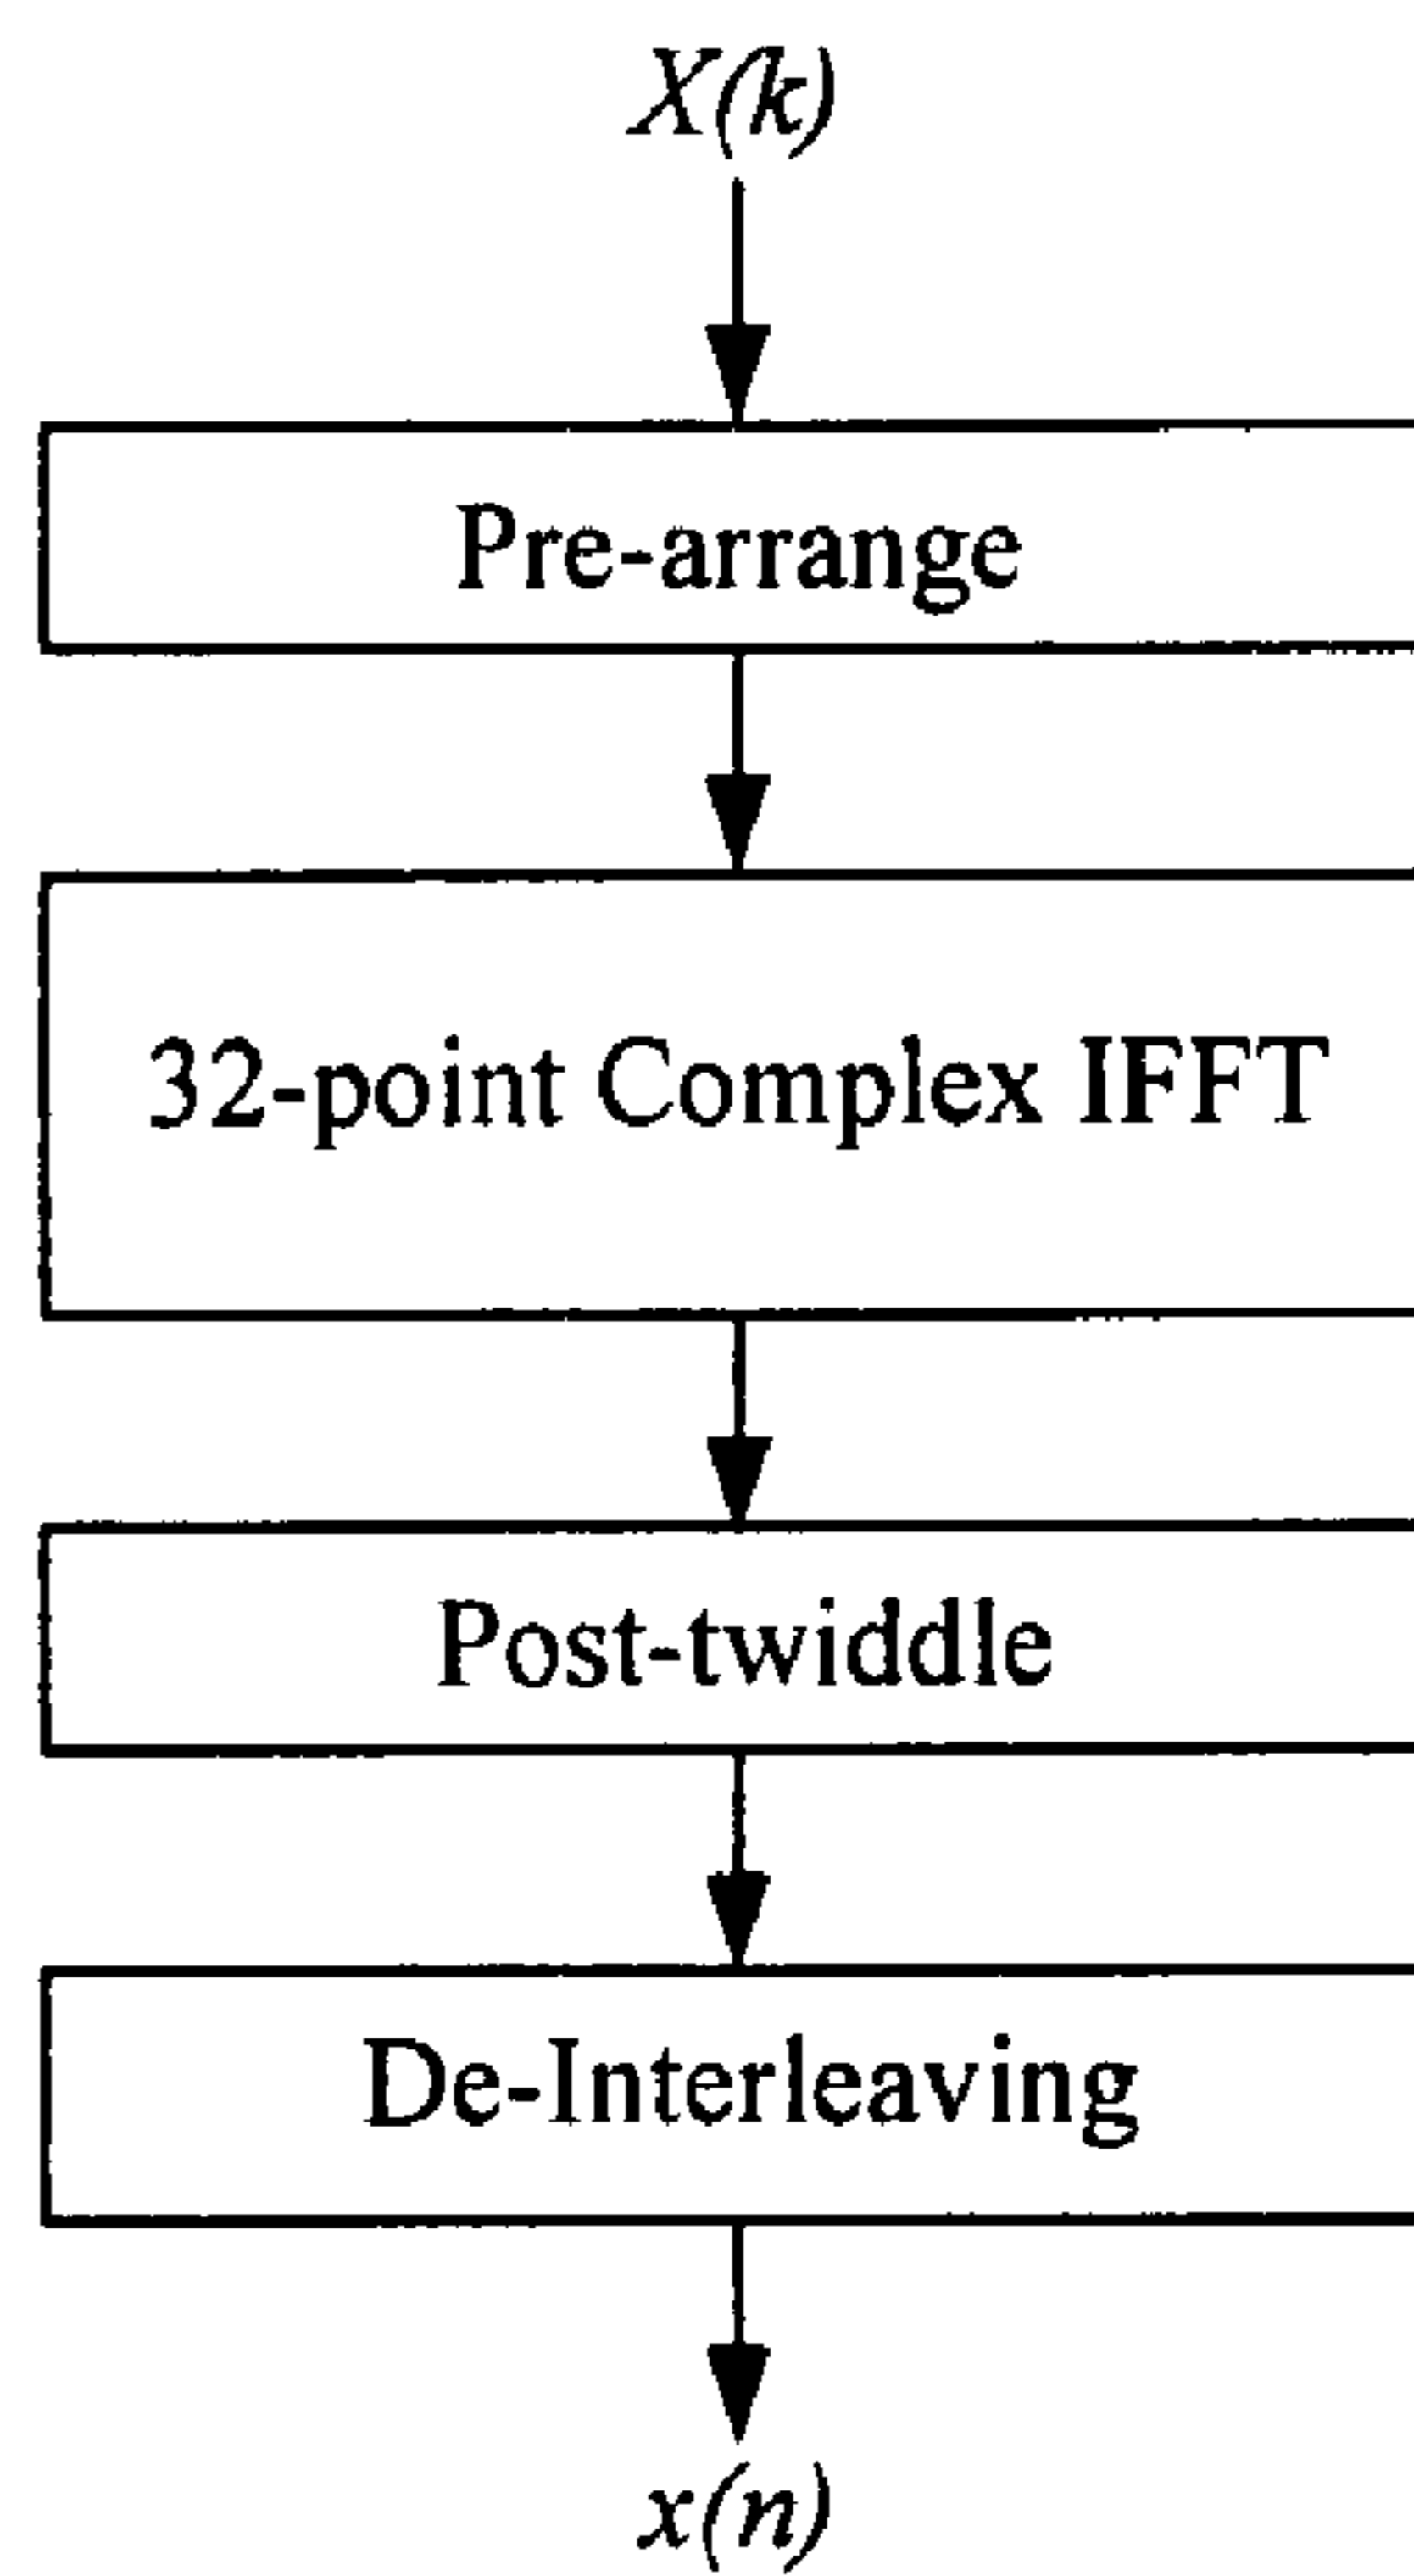 X(k)
Pre-arrange
32-point Complex IFFT
Post-twiddle
De-Interleaving
x(n)